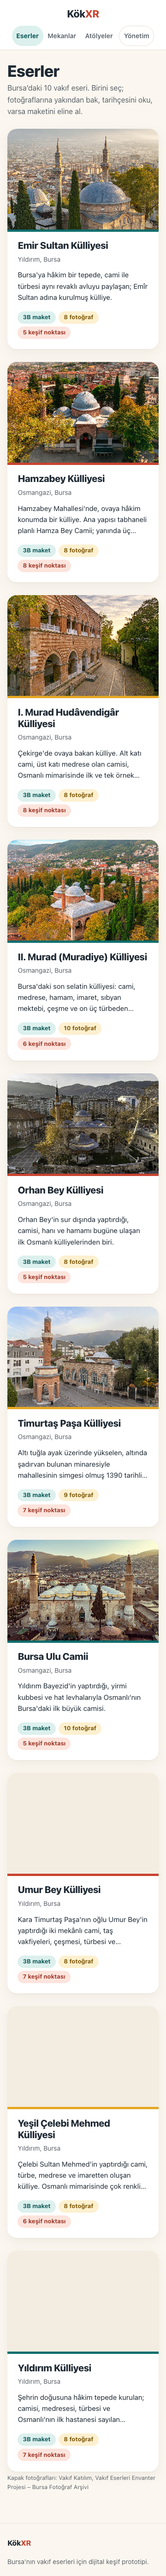 KökXR
Eserler Mekanlar Atölyeler Yönetim
Eserler
Bursa'daki 10 vakıf eseri. Birini seç;
fotoğraflarına yakından bak, tarihçesini oku,
varsa maketini eline al.
Emir Sultan Külliyesi
Yıldırım, Bursa
Bursa'ya hâkim bir tepede, cami ile
türbesi aynı revaklı avluyu paylaşan; Emîr
Sultan adına kurulmuş külliye.
3B maket 8 fotoğraf
5 keşif noktası
Hamzabey Külliyesi
Osmangazi, Bursa
Hamzabey Mahallesi'nde, ovaya hâkim
konumda bir külliye. Ana yapısı tabhaneli
planlı Hamza Bey Camii; yanında üç...
3B maket 8 fotoğraf
8 keşif noktası
I. Murad Hudâvendigâr
Külliyesi
Osmangazi, Bursa
Çekirge'de ovaya bakan külliye. Alt katı
cami, üst katı medrese olan camisi,
Osmanlı mimarisinde ilk ve tek örnek...
3B maket 8 fotoğraf
8 keşif noktası
II. Murad (Muradiye) Külliyesi
Osmangazi, Bursa
Bursa'daki son selatin külliyesi: cami,
medrese, hamam, imaret, sıbyan
mektebi, çeşme ve on üç türbeden...
3B maket 10 fotoğraf
6 keşif noktası
Orhan Bey Külliyesi
Osmangazi, Bursa
Orhan Bey'in sur dışında yaptırdığı,
camisi, hanı ve hamamı bugüne ulaşan
ilk Osmanlı külliyelerinden biri.
3B maket 8 fotoğraf
5 keşif noktası
Timurtaş Paşa Külliyesi
Osmangazi, Bursa
Altı tuğla ayak üzerinde yükselen, altında
şadırvan bulunan minaresiyle
mahallesinin simgesi olmuş 1390 tarihli...
3B maket 9 fotoğraf
7 keşif noktası
Bursa Ulu Camii
Osmangazi, Bursa
Yıldırım Bayezid'in yaptırdığı, yirmi
kubbesi ve hat levhalarıyla Osmanlı'nın
Bursa'daki ilk büyük camisi.
3B maket 10 fotoğraf
5 keşif noktası
Umur Bey Külliyesi
Yıldırım, Bursa
Kara Timurtaş Paşa'nın oğlu Umur Bey'in
yaptırdığı iki mekânlı cami, taş
vakfiyeleri, çeşmesi, türbesi ve...
3B maket 8 fotoğraf
7 keşif noktası
Yeşil Çelebi Mehmed
Külliyesi
Yıldırım, Bursa
Çelebi Sultan Mehmed'in yaptırdığı cami,
türbe, medrese ve imaretten oluşan
külliye. Osmanlı mimarisinde çok renkli...
3B maket 8 fotoğraf
6 keşif noktası
Yıldırım Külliyesi
Yıldırım, Bursa
Şehrin doğusuna hâkim tepede kurulan;
camisi, medresesi, türbesi ve
Osmanlı'nın ilk hastanesi sayılan...
3B maket 8 fotoğraf
7 keşif noktası
Kapak fotoğrafları: Vakıf Katılım, Vakıf Eserleri Envanter
Projesi – Bursa Fotoğraf Arşivi
KökXR
Bursa'nın vakıf eserleri için dijital keşif prototipi.